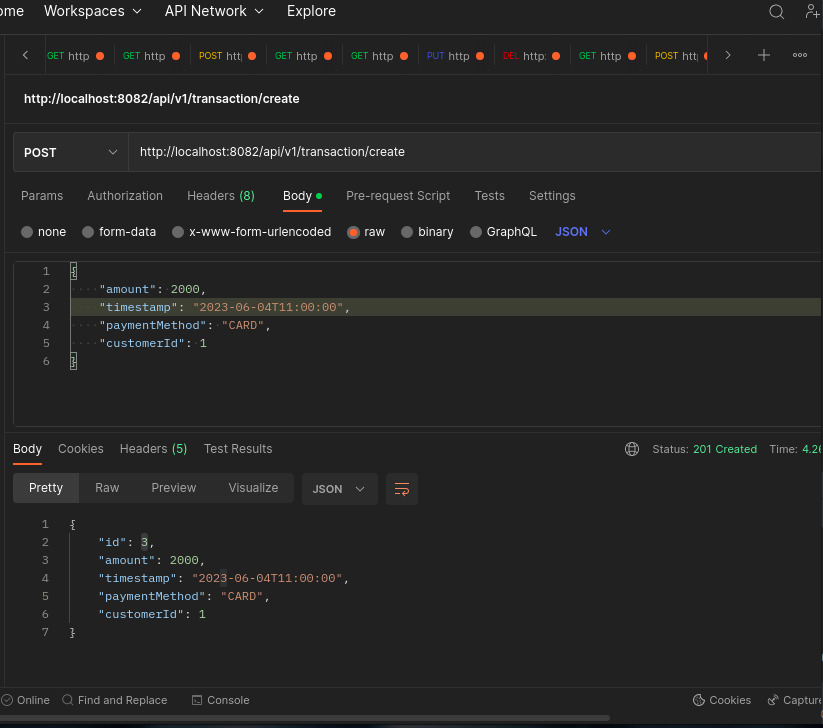 ome Workspaces API Network Explore
GET http GET http POST htt GET http GET http PUT http DEL http GET http POST htt
http://localhost:8082/api/v1/transaction/create
POST http://localhost:8082/api/v1/transaction/create
Params Authorization Headers (8) Body Pre-request Script Tests Settings
none form-data x-www-form-urlencoded raw binary GraphQL JSON
1 {
2 "amount": 2000,
3 "timestamp": "2023-06-04T11:00:00",
4 "paymentMethod": "CARD",
5 "customerId": 1
6 }
Body Cookies Headers (5) Test Results Status: 201 Created Time: 4.26
Pretty Raw Preview Visualize JSON
1 {
2 "id": 3,
3 "amount": 2000,
4 "timestamp": "2023-06-04T11:00:00",
5 "paymentMethod": "CARD",
6 "customerId": 1
7 }
Online Find and Replace Console Cookies Capture